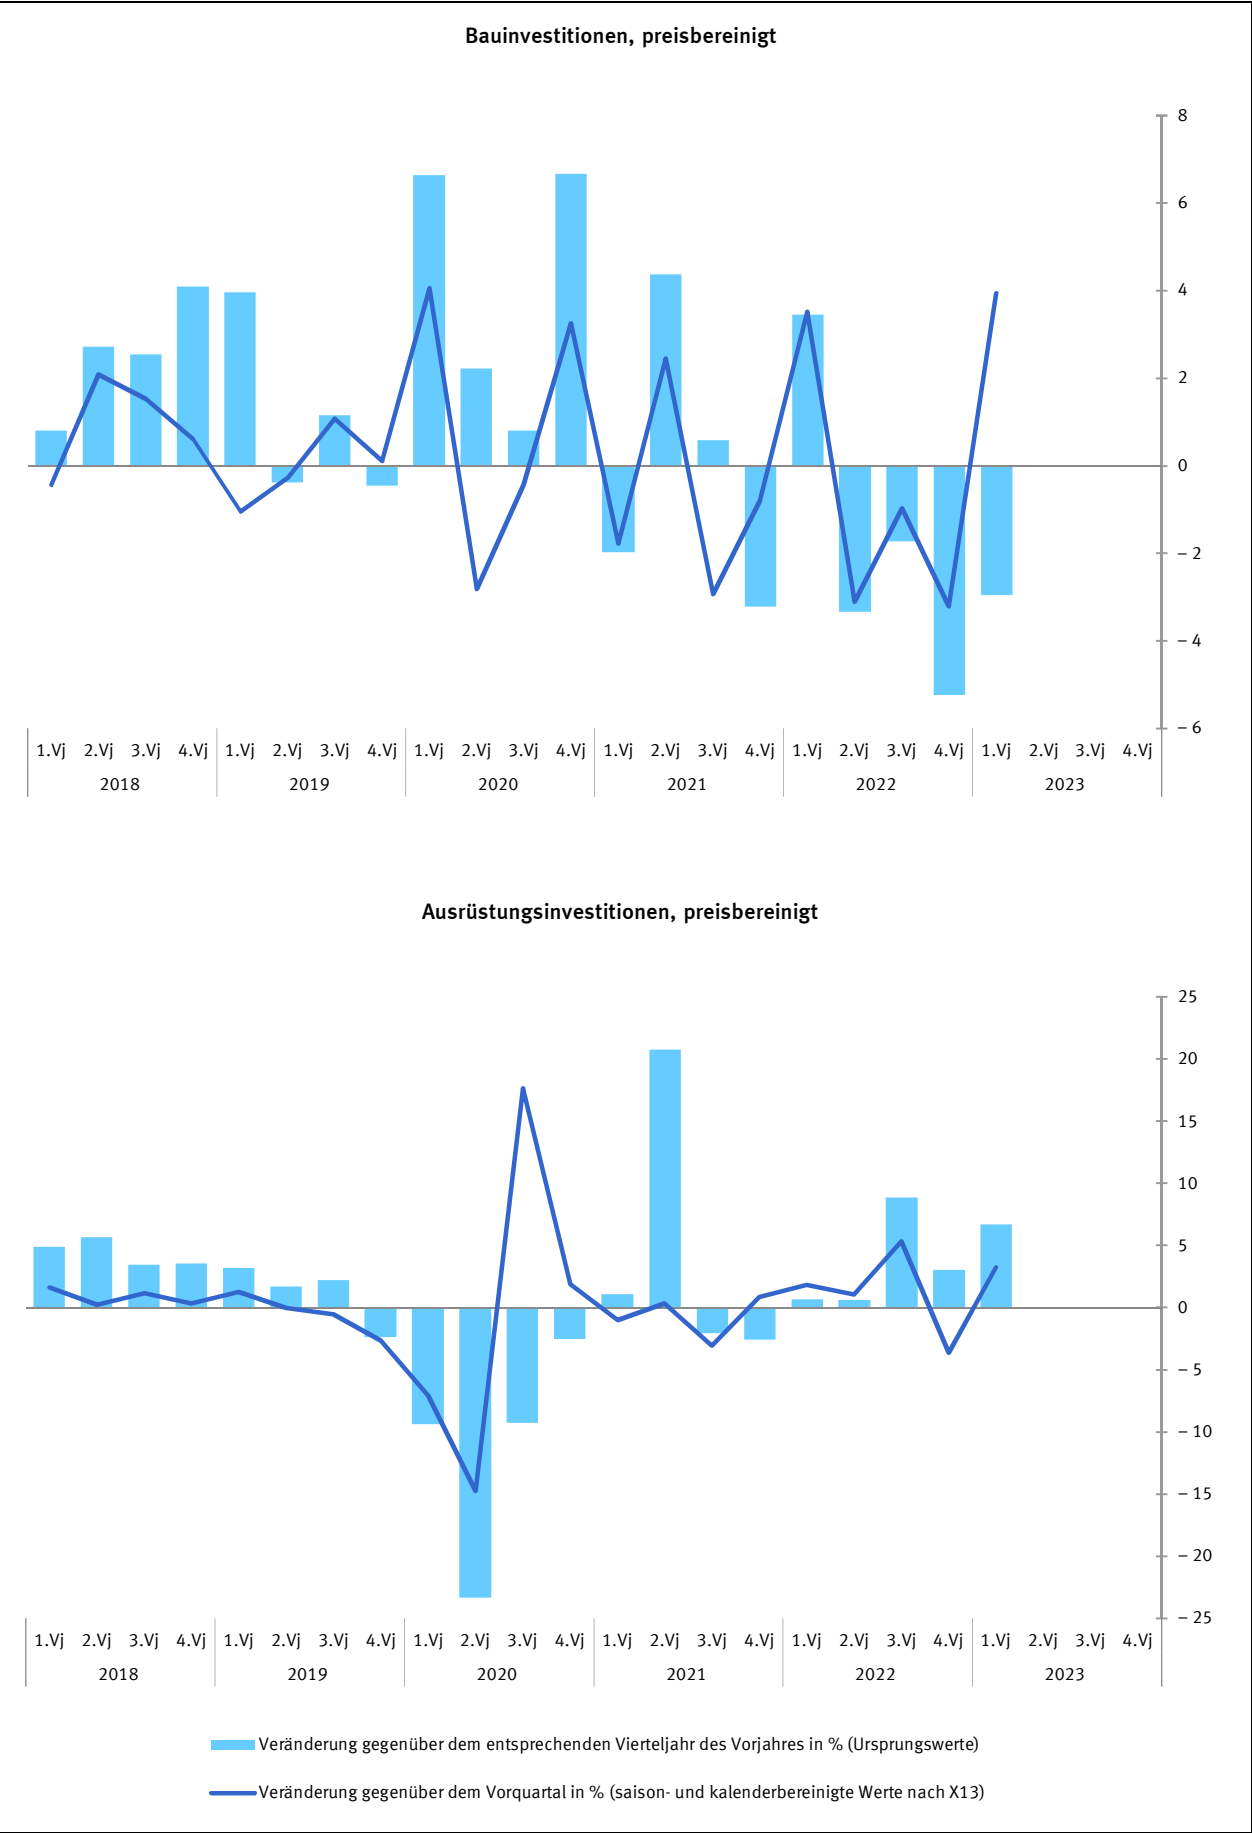 Bauinvestitionen, preisbereinigt
8
6
4
2
0
– 2
– 4
– 6
1.Vj 2.Vj 3.Vj 4.Vj 1.Vj 2.Vj 3.Vj 4.Vj 1.Vj 2.Vj 3.Vj 4.Vj 1.Vj 2.Vj 3.Vj 4.Vj 1.Vj 2.Vj 3.Vj 4.Vj 1.Vj 2.Vj 3.Vj 4.Vj
2018 2019 2020 2021 2022 2023
Ausrüstungsinvestitionen, preisbereinigt
25
20
15
10
5
0
– 5
– 10
– 15
– 20
– 25
1.Vj 2.Vj 3.Vj 4.Vj 1.Vj 2.Vj 3.Vj 4.Vj 1.Vj 2.Vj 3.Vj 4.Vj 1.Vj 2.Vj 3.Vj 4.Vj 1.Vj 2.Vj 3.Vj 4.Vj 1.Vj 2.Vj 3.Vj 4.Vj
2018 2019 2020 2021 2022 2023
Veränderung gegenüber dem entsprechenden Vierteljahr des Vorjahres in % (Ursprungswerte)
Veränderung gegenüber dem Vorquartal in % (saison- und kalenderbereinigte Werte nach X13)